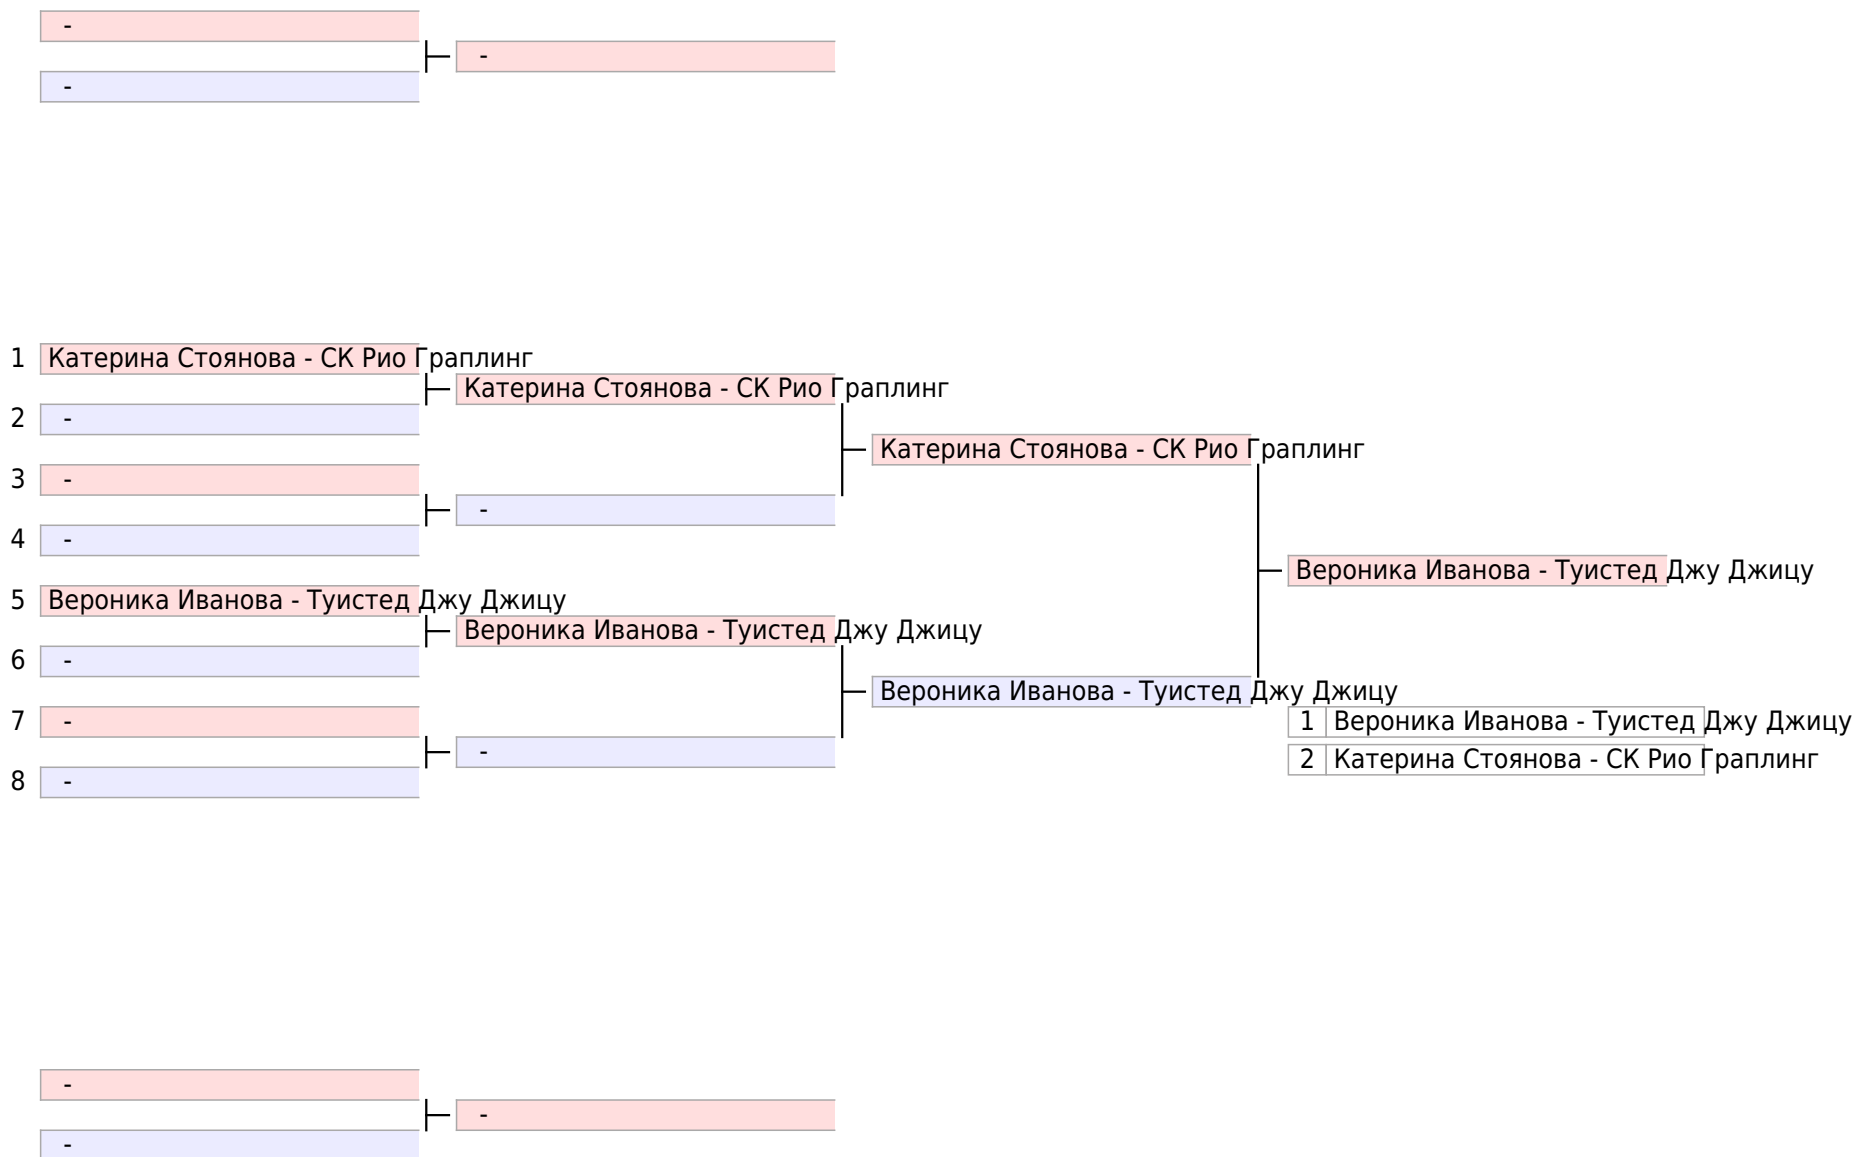 -
-
-
1 Катерина Стоянова - СК Рио Граплинг
Катерина Стоянова - СК Рио Граплинг
2 -
Катерина Стоянова - СК Рио Граплинг
3 -
-
4 -
Вероника Иванова - Туистед Джу Джицу
5 Вероника Иванова - Туистед Джу Джицу
Вероника Иванова - Туистед Джу Джицу
6 -
Вероника Иванова - Туистед Джу Джицу
7 -
1 Вероника Иванова - Туистед Джу Джицу
-
2 Катерина Стоянова - СК Рио Граплинг
8 -
-
-
-